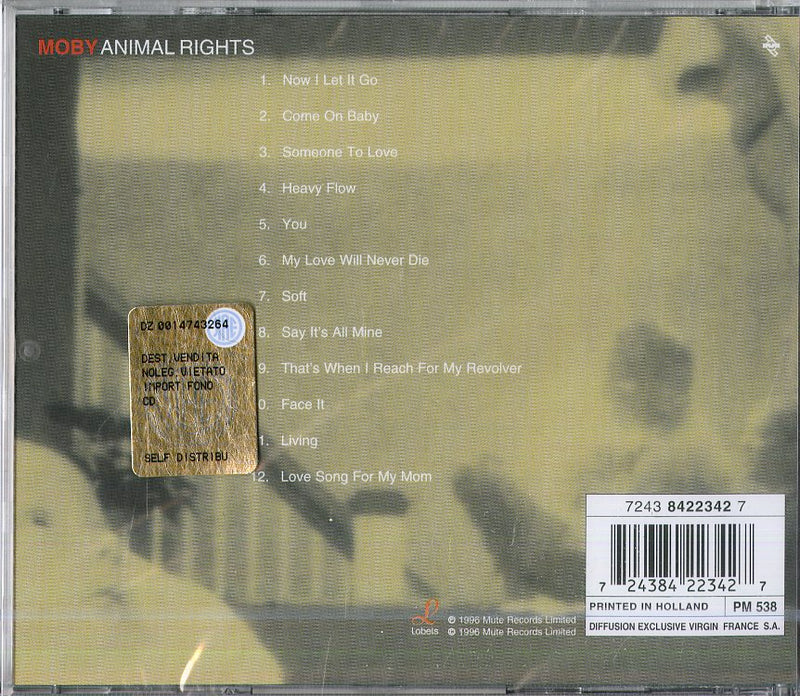 MOBY ANIMAL RIGHTS
1. Now I Let It Go
2. Come On Baby
3. Someone To Love
4. Heavy Flow
5. You
6. My Love Will Never Die
7. Soft
8. Say It's All Mine
9. That's When I Reach For My Revolver
0. Face It
1. Living
12. Love Song For My Mom
DZ 0014743264
DEST.VENDITA
NOLEG.VIETATO
IMPORT FONO
CD
SELF DISTRIBU
L
Labels
℗ 1996 Mute Records Limited
© 1996 Mute Records Limited
7243 8422342 7
7 24384 22342 7
PRINTED IN HOLLAND PM 538
DIFFUSION EXCLUSIVE VIRGIN FRANCE S.A.